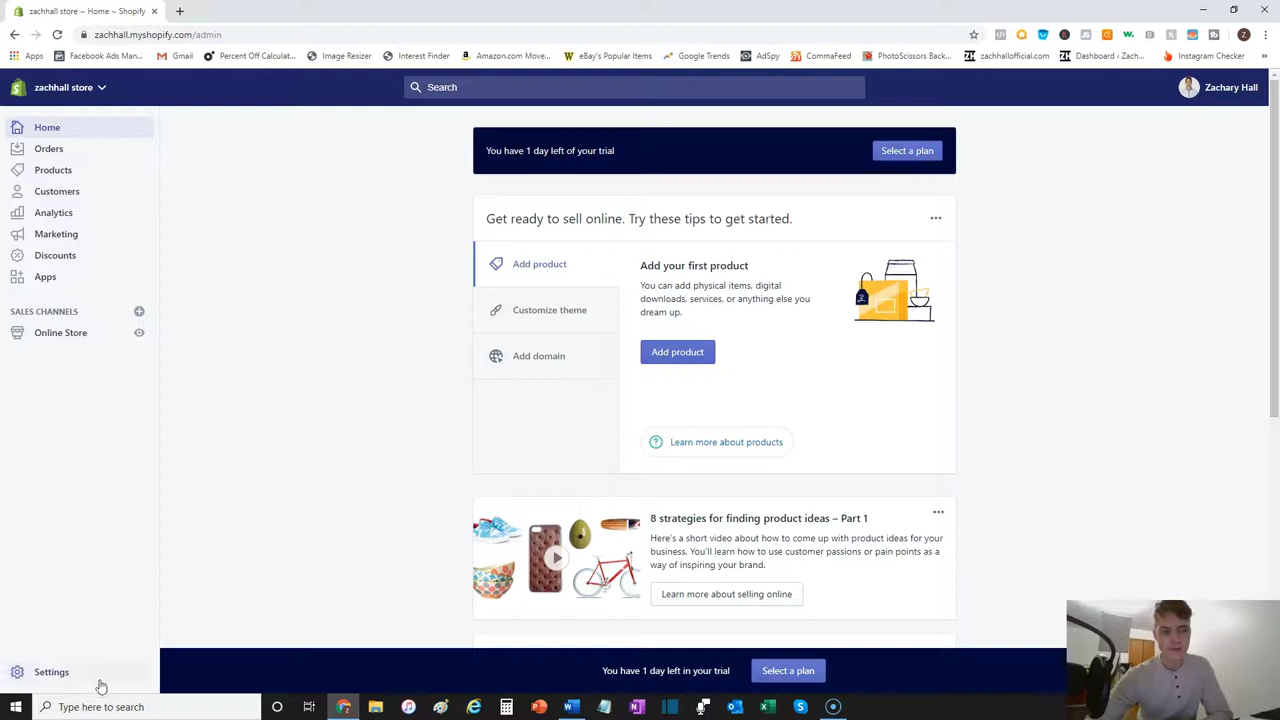 zachhall store ~ Home ~ Shopify
zachhall.myshopify.com/admin
Apps
Facebook Ads Man...
Gmail
Percent Off Calculat...
Image Resizer
Interest Finder
Amazon.com Move...
eBay's Popular Items
Google Trends
AdSpy
CommaFeed
PhotoScissors Back...
zachhallofficial.com
Dashboard ‹ Zach...
Instagram Checker
zachhall store
Search
Zachary Hall
Home
Orders
Products
Customers
Analytics
Marketing
Discounts
Apps
SALES CHANNELS
Online Store
Settings
You have 1 day left of your trial
Select a plan
Get ready to sell online. Try these tips to get started.
Add product
Customize theme
Add domain
Add your first product
You can add physical items, digital
downloads, services, or anything else you
dream up.
Add product
Learn more about products
8 strategies for finding product ideas – Part 1
Here's a short video about how to come up with product ideas for your
business. You'll learn how to use customer passions or pain points as a
way of inspiring your brand.
Learn more about selling online
You have 1 day left in your trial
Select a plan
Type here to search